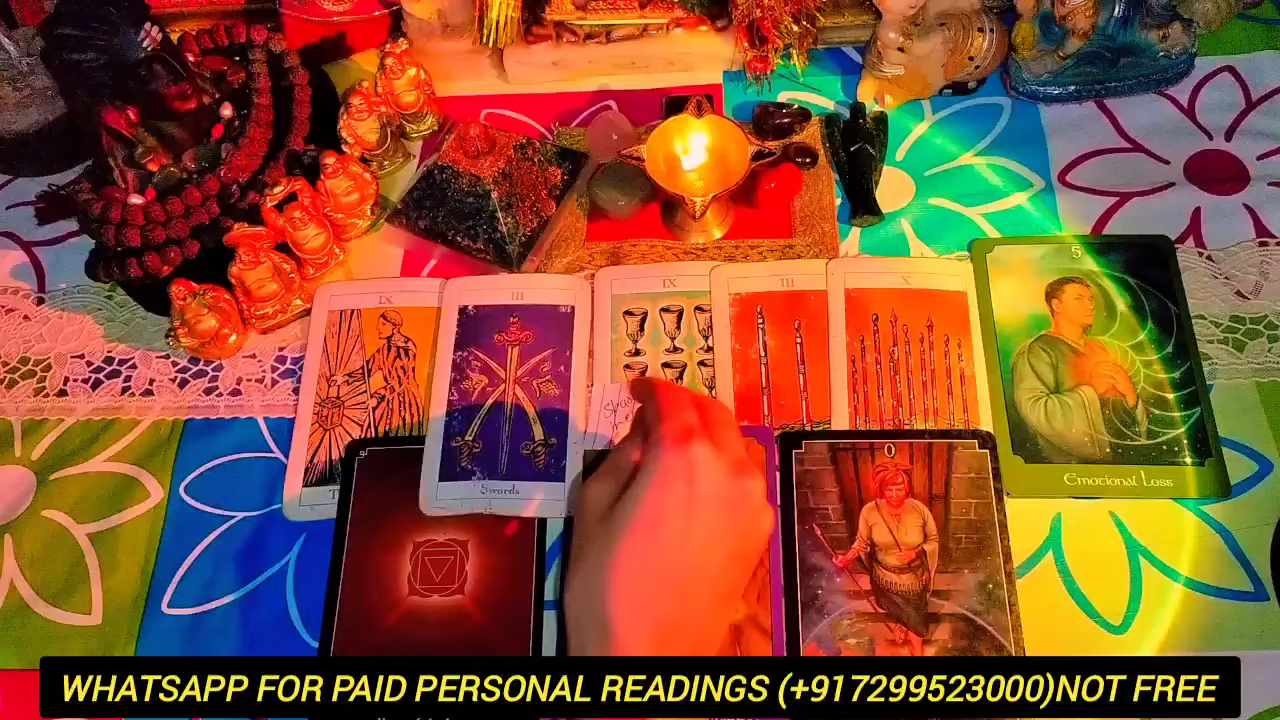 IX
III
IX
III
X
5
Swords
Emotional Loss
0
WHATSAPP FOR PAID PERSONAL READINGS (+917299523000)NOT FREE